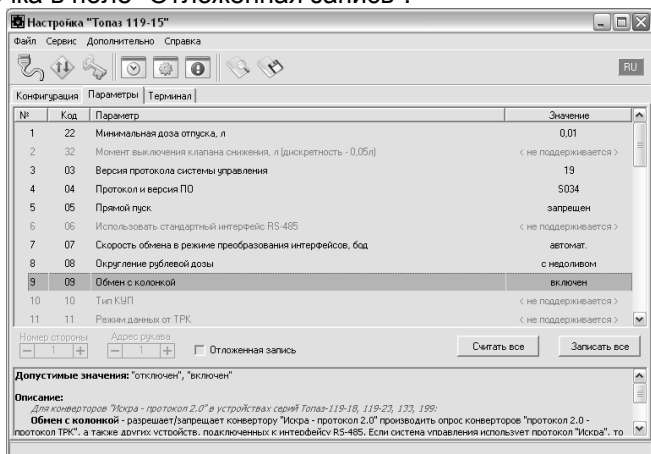 чка в поле "Отложенная запись".
Настройка "Топаз 119-15"
Файл Сервис Дополнительно Справка
RU
Конфигурация Параметры Терминал
№ Код Параметр Значение
1 22 Минимальная доза отпуска, л 0,01
2 32 Момент выключения клапана снижения, л (дискретность - 0,05л) < не поддерживается >
3 03 Версия протокола системы управления 19
4 04 Протокол и версия ПО S034
5 05 Прямой пуск запрещен
6 06 Использовать стандартный интерфейс RS-485 < не поддерживается >
7 07 Скорость обмена в режиме преобразования интерфейсов, бод автомат.
8 08 Округление рублевой дозы с недоливом
9 09 Обмен с колонкой включен
10 10 Тип КУП < не поддерживается >
11 11 Режим данных от ТРК < не поддерживается >
Номер стороны Адрес рукава
1 1 Отложенная запись Считать все Записать все
Допустимые значения: "отключен", "включен"
Описание:
Для конверторов "Искра - протокол 2.0" в устройствах серий Топаз-119-18, 119-23, 133, 199:
Обмен с колонкой - разрешает/запрещает конвертору "Искра - протокол 2.0" производить опрос конверторов "протокол 2.0 -
протокол ТРК", а также других устройств, подключенных к интерфейсу RS-485. Если система управления использует протокол "Искра", то